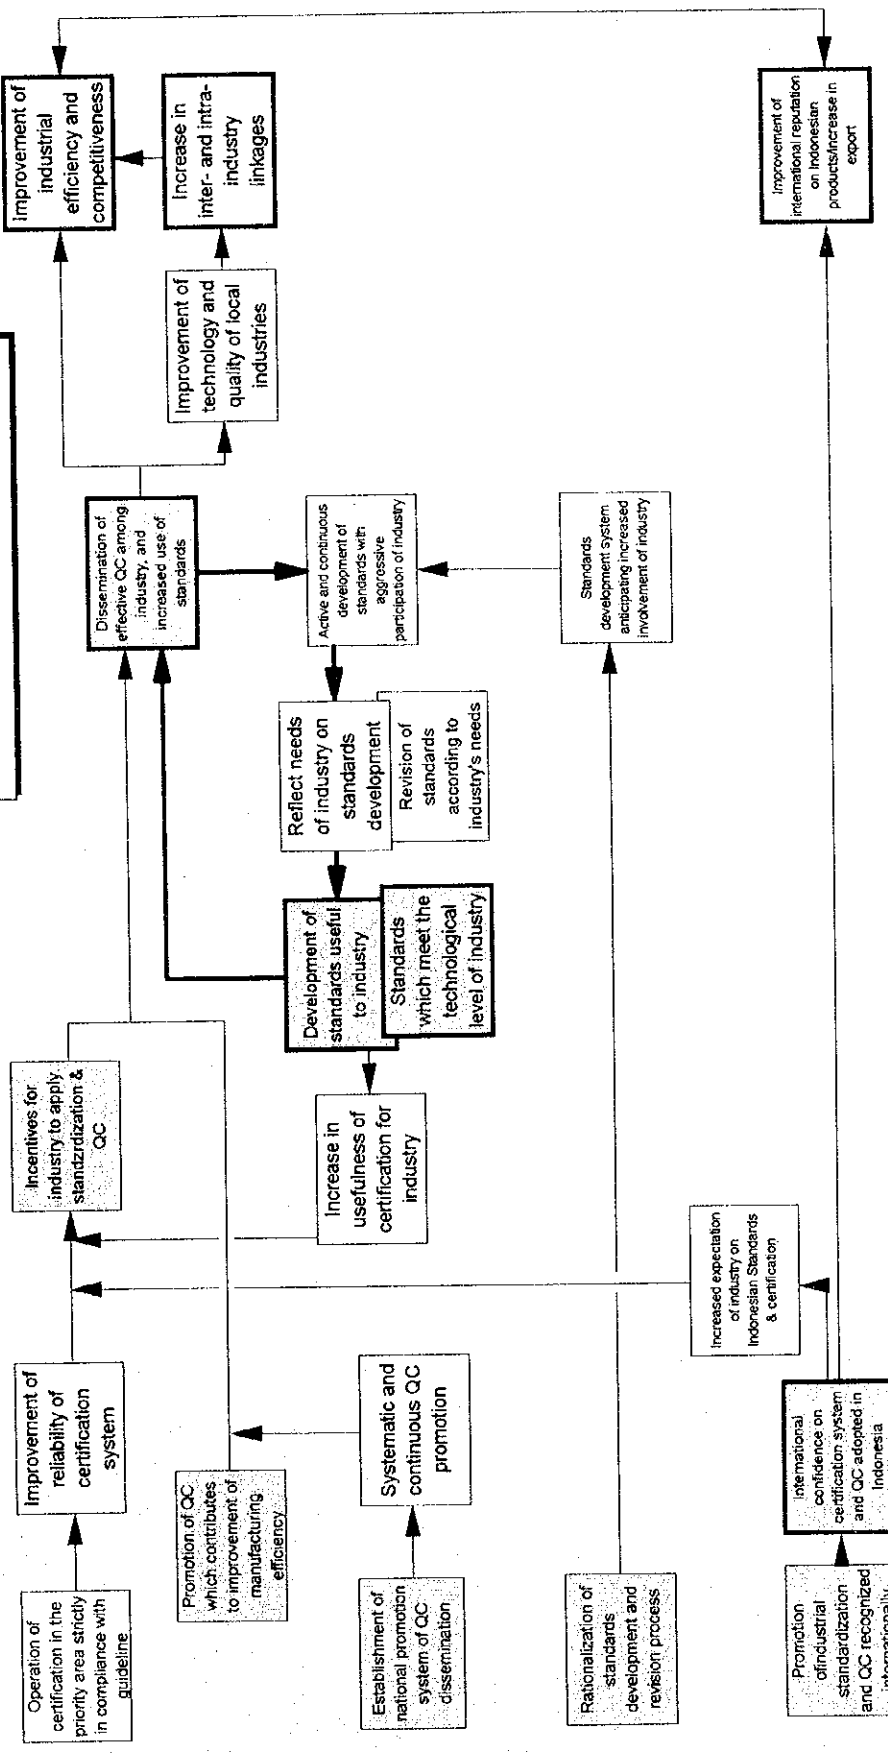 Operation of
certification in the
priority area strictly
in compliance with
guideline
Improvement of
reliability of
certification
system
Incentives for
industry to apply
standzrdization &
QC
Dissemination of
effective QC among
industry, and
increased use of
standards
Improvement of
technology and
quality of local
industries
Increase in
inter- and intra-
industry
linkages
Improvement of
industrial
efficiency and
competitiveness
Promotion of QC
which contributes
to improvement of
manufacturing
efficiency
Increase in
usefulness of
certification for
industry
Development of
standards useful
to industry
Standards
which meet the
technological
level of industry
Reflect needs
of industry on
standards
development
Revision of
standards
according to
industry's needs
Active and continuous
development of
standards with
aggressive
participation of industry
Establishment of
national promotion
system of QC
dissemination
Systematic and
continuous QC
promotion
Rationalization of
standards
development and
revision process
Standards
development system
anticipating increased
involvement of industry
Promotion
ofindustrial
standardization
and QC recognized
internationally
International
confidence on
certification system
and QC adopted in
Indonesia
Increased expectation
of industry on
Indonesian Standards
& certification
Improvement of
international reputation
on Indonesian
products/Increase in
export